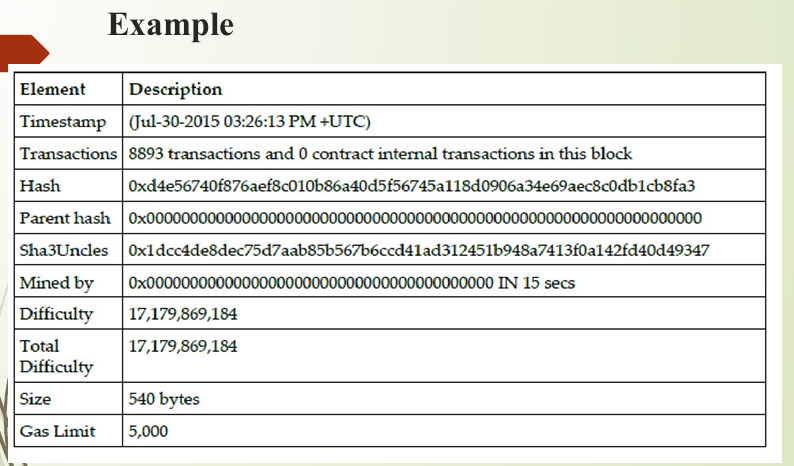 Example
Element Description
Timestamp (Jul-30-2015 03:26:13 PM +UTC)
Transactions 8893 transactions and 0 contract internal transactions in this block
Hash 0xd4e56740f876aef8c010b86a40d5f56745a118d0906a34e69aec8c0db1cb8fa3
Parent hash 0x0000000000000000000000000000000000000000000000000000000000000000
Sha3Uncles 0x1dcc4de8dec75d7aab85b567b6ccd41ad312451b948a7413f0a142fd40d49347
Mined by 0x0000000000000000000000000000000000000000 IN 15 secs
Difficulty 17,179,869,184
Total 17,179,869,184
Difficulty
Size 540 bytes
Gas Limit 5,000